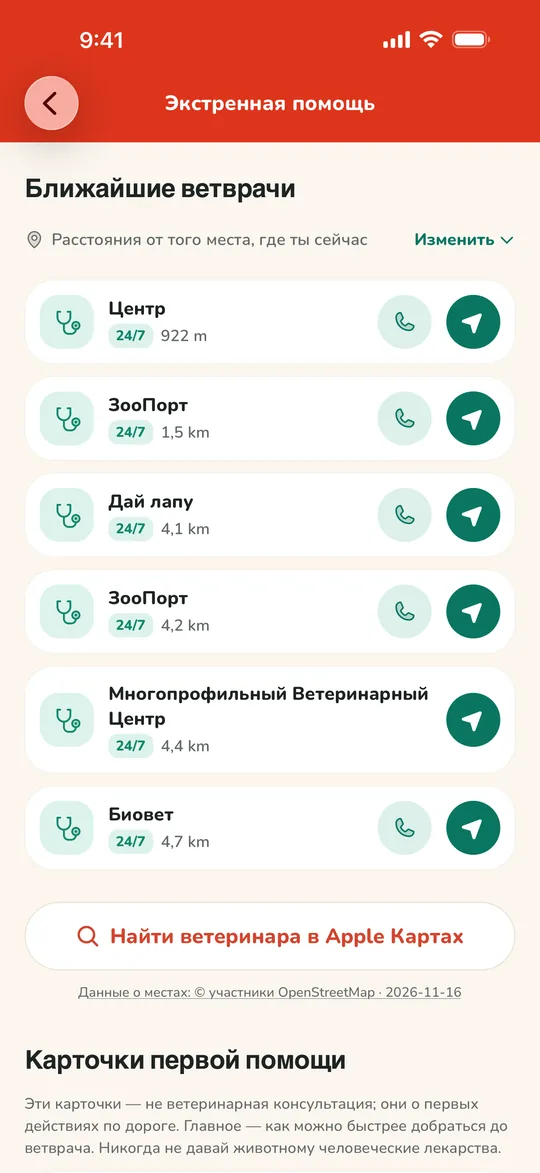 9:41
Экстренная помощь
Ближайшие ветврачи
Расстояния от того места, где ты сейчас
Изменить
Центр
24/7 922 m
ЗооПорт
24/7 1,5 km
Дай лапу
24/7 4,1 km
ЗооПорт
24/7 4,2 km
Многопрофильный Ветеринарный
Центр
24/7 4,4 km
Биовет
24/7 4,7 km
Найти ветеринара в Apple Картах
Данные о местах: © участники OpenStreetMap · 2026-11-16
Карточки первой помощи
Эти карточки — не ветеринарная консультация; они о первых
действиях по дороге. Главное — как можно быстрее добраться до
ветврача. Никогда не давай животному человеческие лекарства.